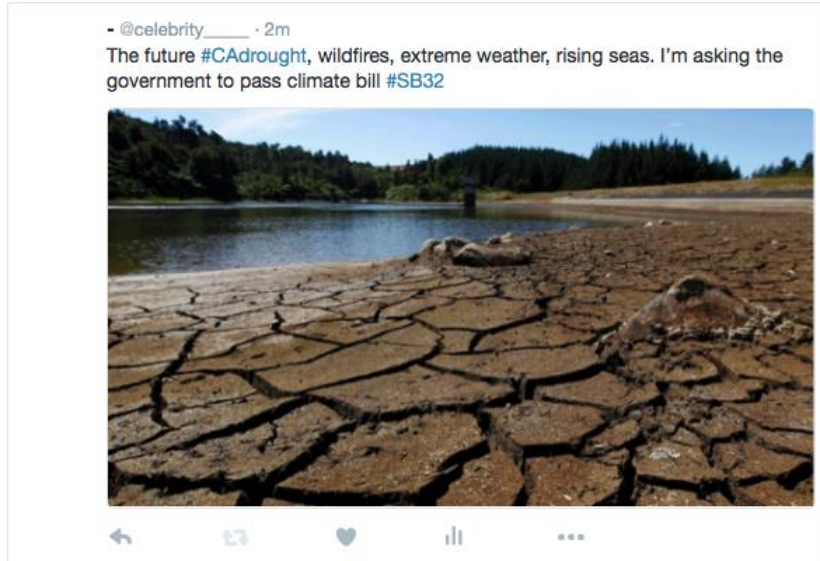 - @celebrity_____ · 2m
The future #CAdrought, wildfires, extreme weather, rising seas. I'm asking the
government to pass climate bill #SB32